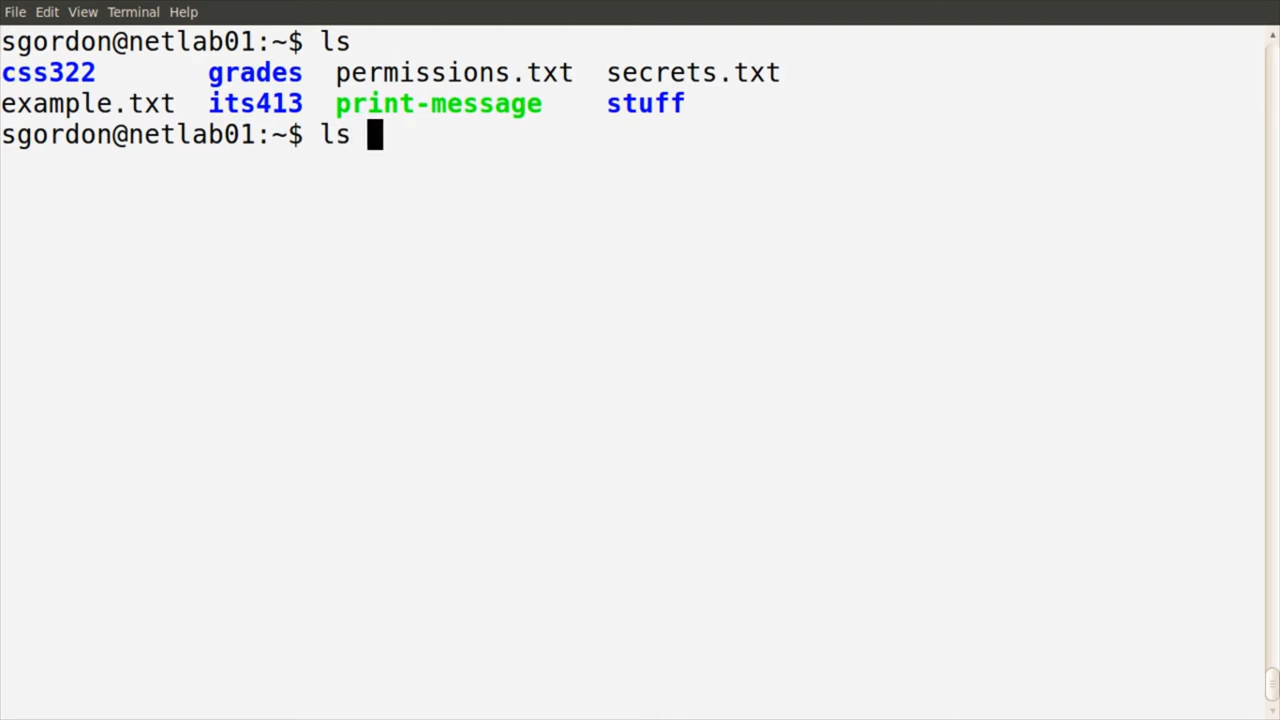 File Edit View Terminal Help
sgordon@netlab01:~$ ls
css322 grades permissions.txt secrets.txt
example.txt its413 print-message stuff
sgordon@netlab01:~$ ls